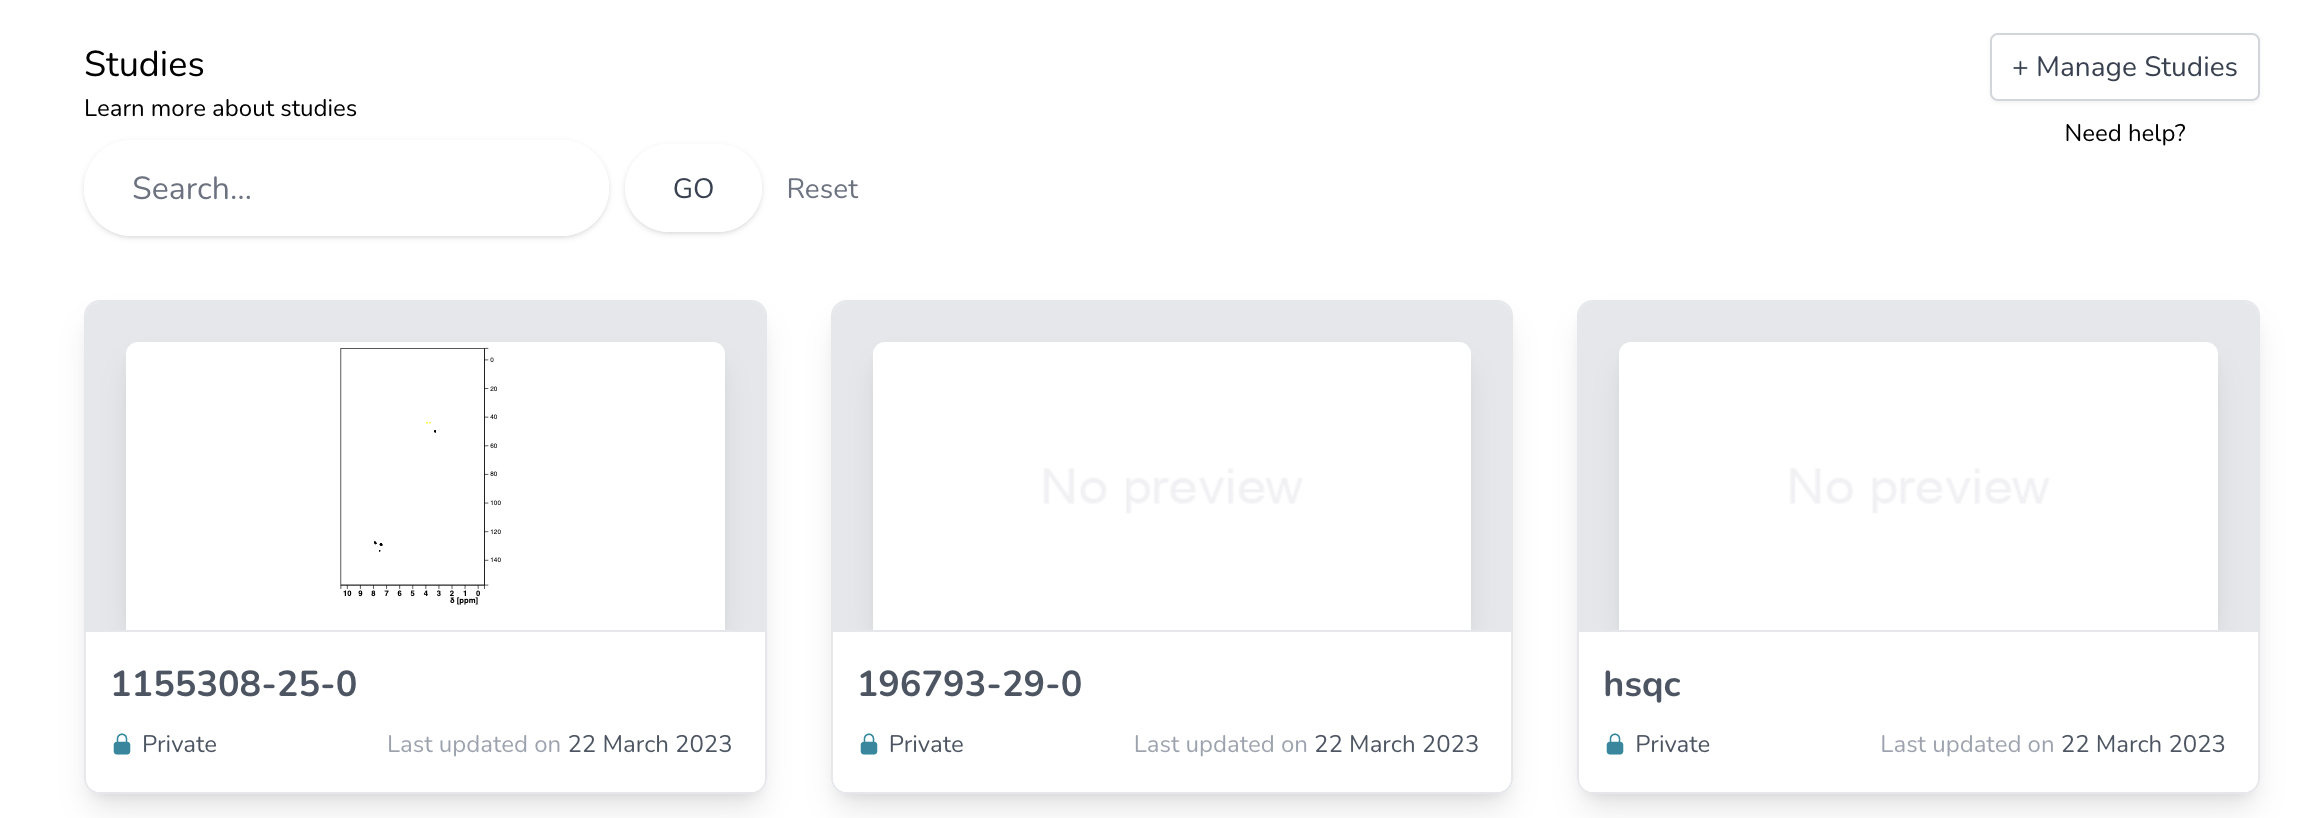 Studies
+ Manage Studies
Learn more about studies
Need help?
Search...
GO
Reset
0
20
40
60
80
100
120
140
10 9 8 7 6 5 4 3 2 1 0
δ [ppm]
No preview
No preview
1155308-25-0
Private
Last updated on 22 March 2023
196793-29-0
Private
Last updated on 22 March 2023
hsqc
Private
Last updated on 22 March 2023